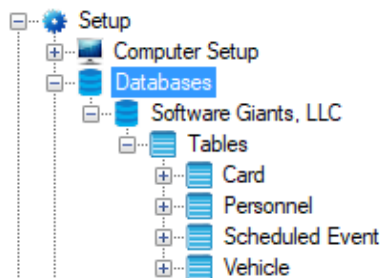 Setup
Computer Setup
Databases
Software Giants, LLC
Tables
Card
Personnel
Scheduled Event
Vehicle